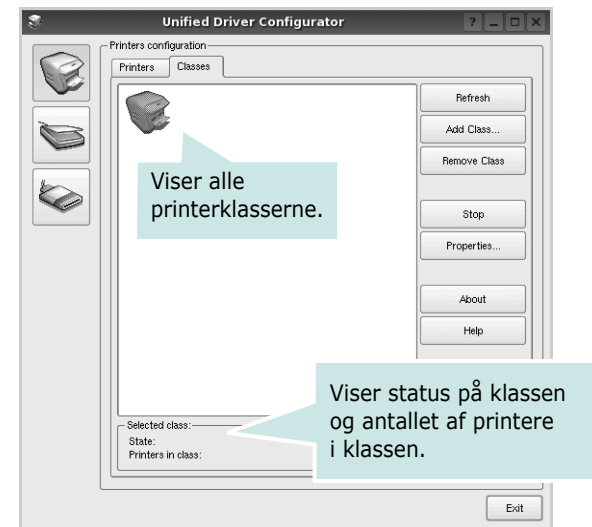 Unified Driver Configurator
Printers configuration
Printers
Classes
Refresh
Add Class...
Remove Class
Viser alle
printerklasserne.
Stop
Properties...
About
Help
Viser status på klassen
og antallet af printere
i klassen.
Selected class:
State:
Printers in class:
Exit